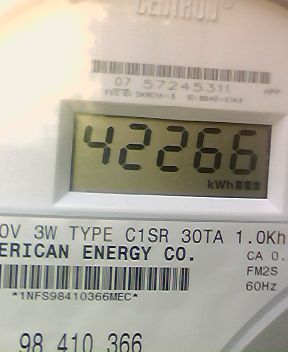 CENTRON
07 57245311
42266
kWh
0V 3W TYPE C1SR 30TA 1.0Kh
ERICAN ENERGY CO.
CA 0.
FM2S
*1NFS98410366MEC*
60Hz
98 410 366